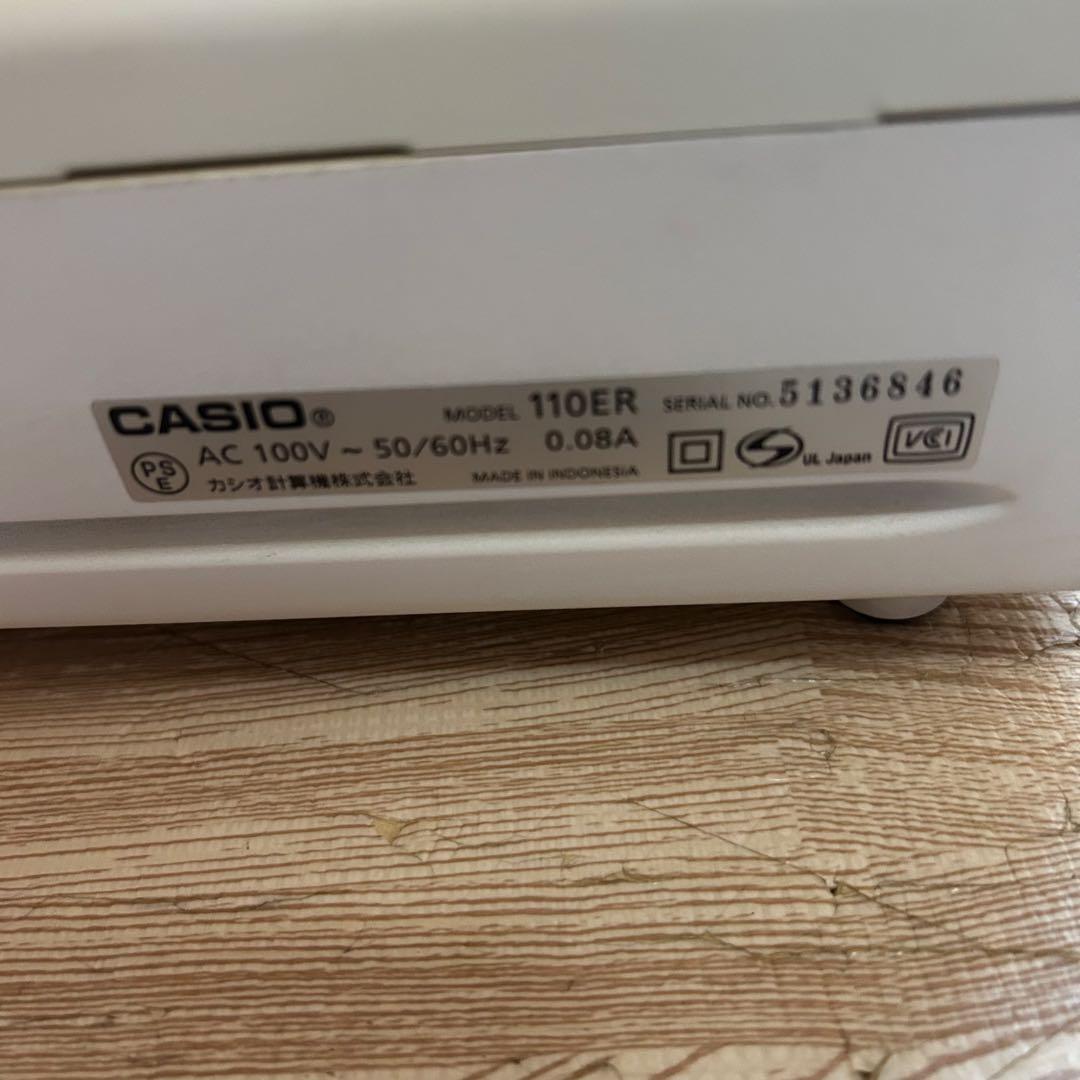 CASIO® MODEL 110ER SERIAL NO. 5136846
AC 100V ~ 50/60Hz 0.08A
PSE カシオ計算機株式会社 MADE IN INDONESIA
S UL Japan VCI